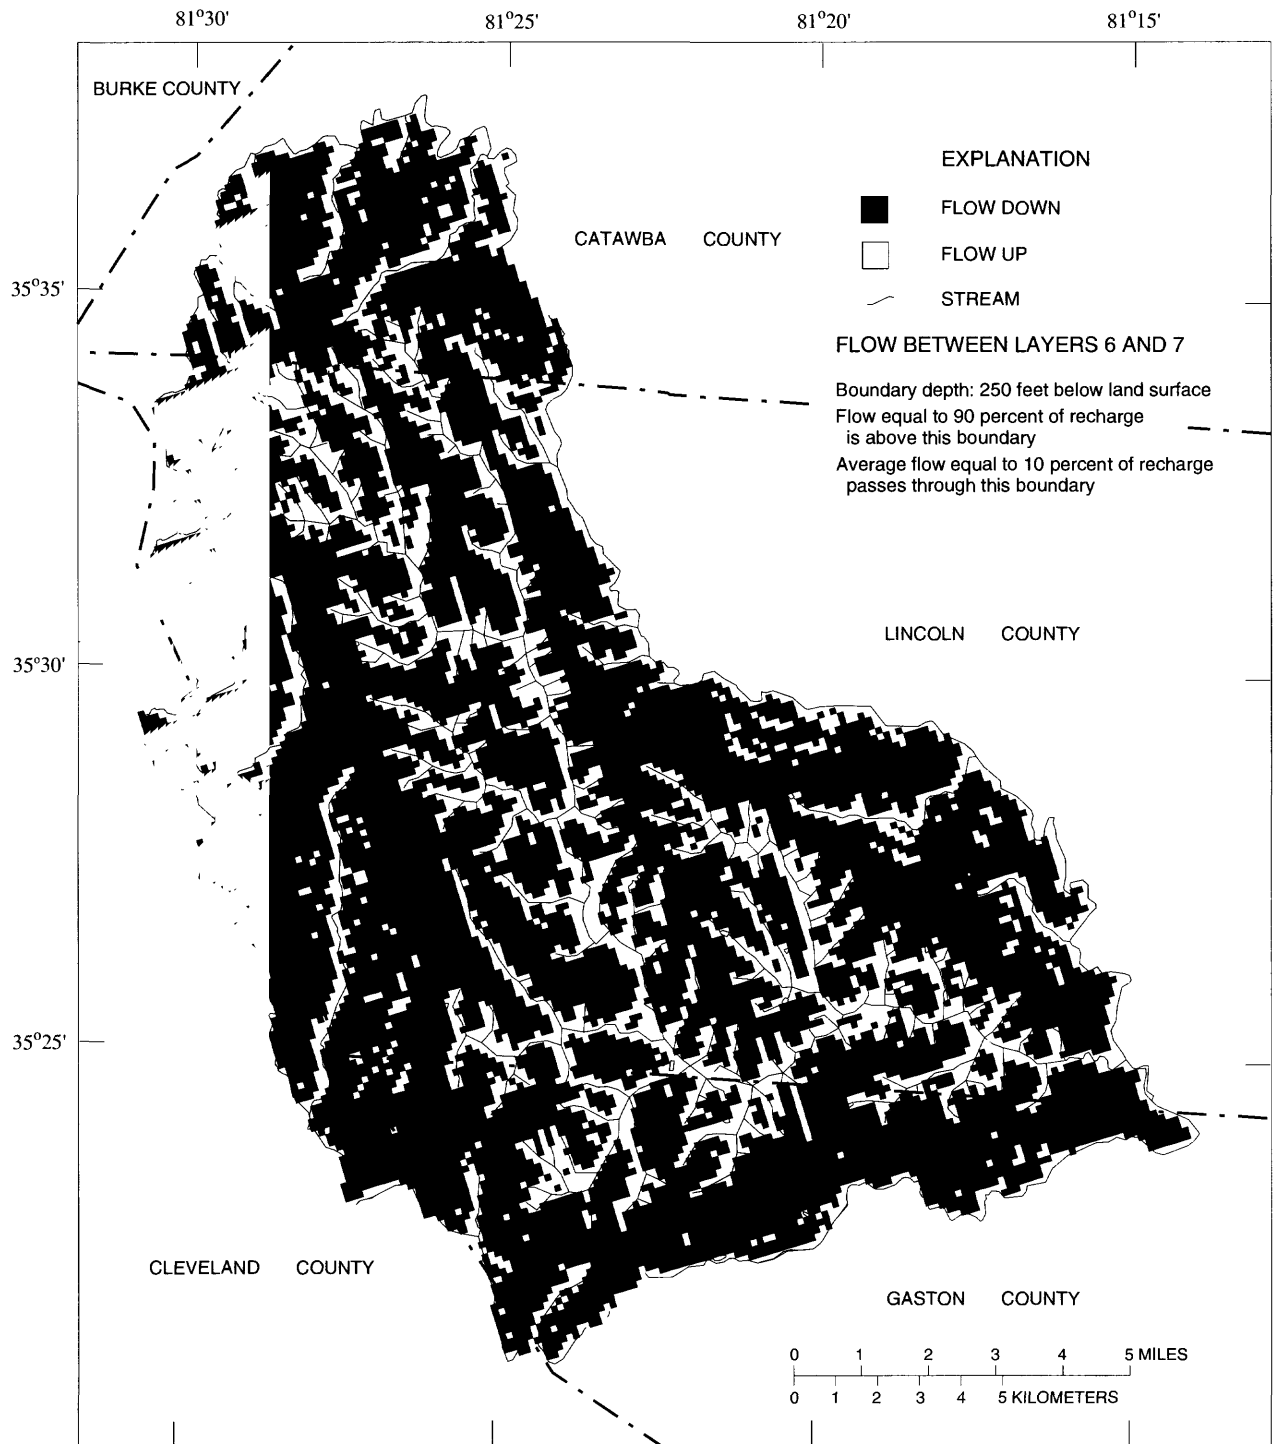 81°30' 81°25' 81°20' 81°15'
BURKE COUNTY
EXPLANATION
FLOW DOWN
CATAWBA COUNTY
FLOW UP
35°35'
STREAM
FLOW BETWEEN LAYERS 6 AND 7
Boundary depth: 250 feet below land surface
Flow equal to 90 percent of recharge
is above this boundary
Average flow equal to 10 percent of recharge
passes through this boundary
LINCOLN COUNTY
35°30'
35°25'
CLEVELAND COUNTY
GASTON COUNTY
0 1 2 3 4 5 MILES
0 1 2 3 4 5 KILOMETERS